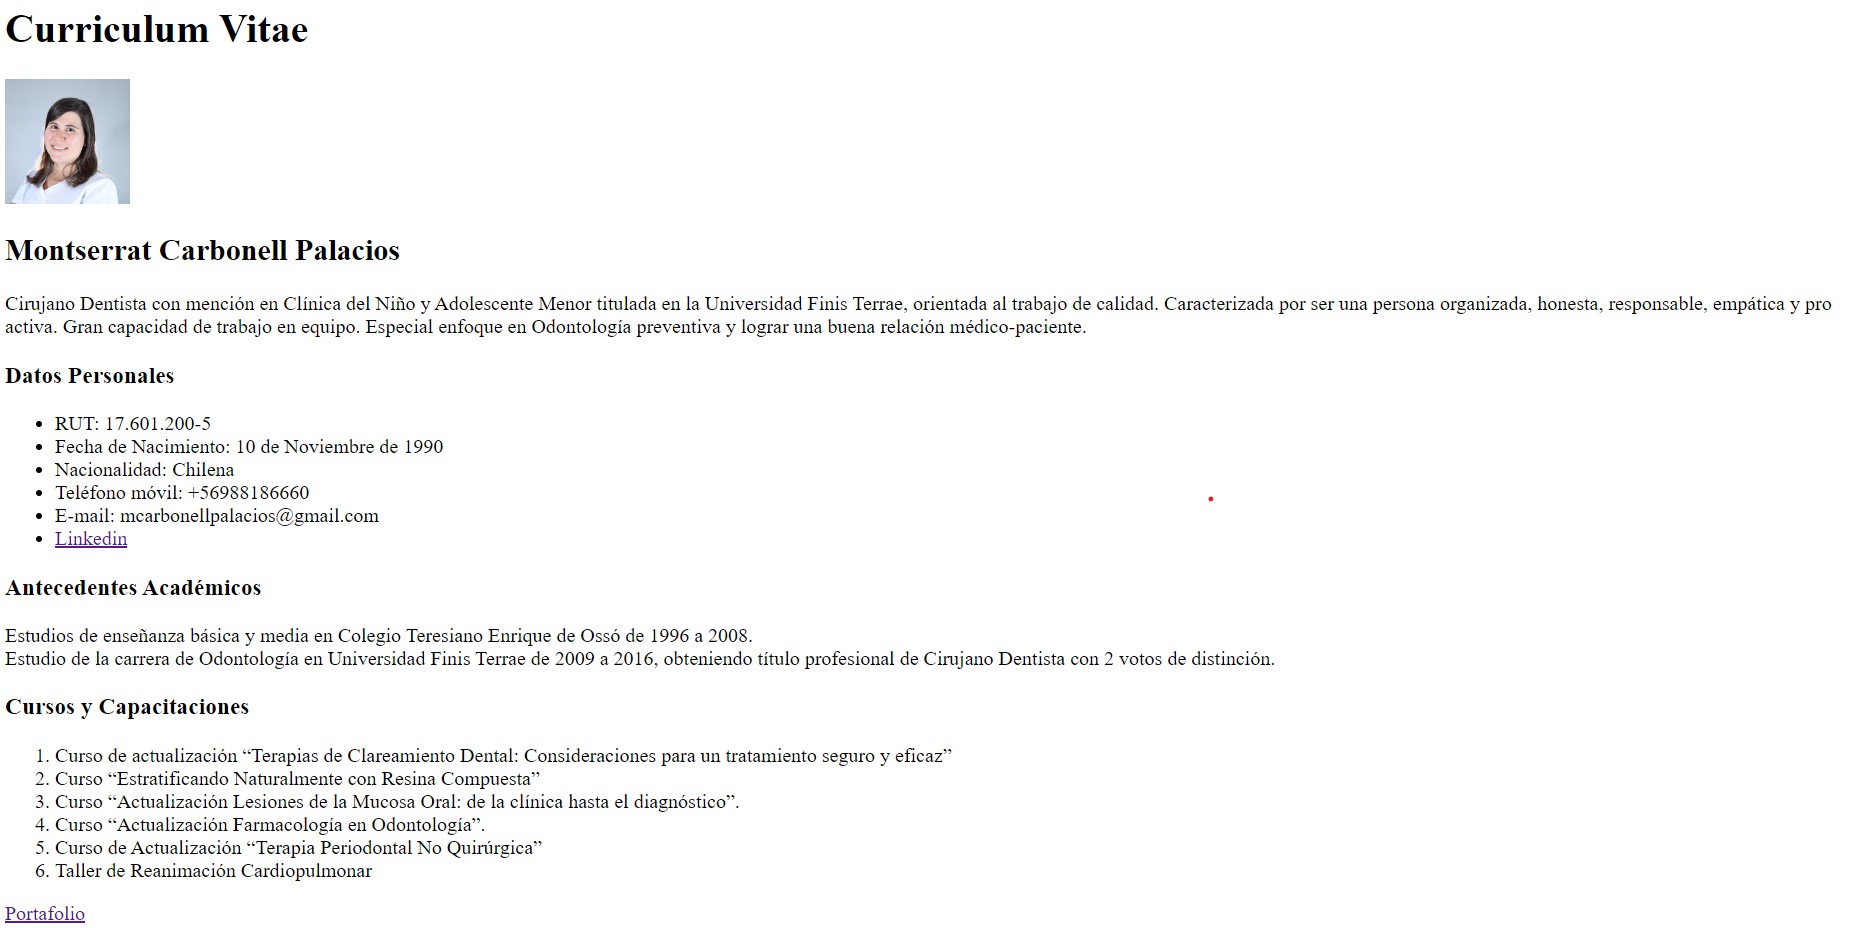 Curriculum Vitae
Montserrat Carbonell Palacios
Cirujano Dentista con mención en Clínica del Niño y Adolescente Menor titulada en la Universidad Finis Terrae, orientada al trabajo de calidad. Caracterizada por ser una persona organizada, honesta, responsable, empática y pro
activa. Gran capacidad de trabajo en equipo. Especial enfoque en Odontología preventiva y lograr una buena relación médico-paciente.
Datos Personales
• RUT: 17.601.200-5
• Fecha de Nacimiento: 10 de Noviembre de 1990
• Nacionalidad: Chilena
• Teléfono móvil: +56988186660
• E-mail: mcarbonellpalacios@gmail.com
• Linkedin
Antecedentes Académicos
Estudios de enseñanza básica y media en Colegio Teresiano Enrique de Ossó de 1996 a 2008.
Estudio de la carrera de Odontología en Universidad Finis Terrae de 2009 a 2016, obteniendo título profesional de Cirujano Dentista con 2 votos de distinción.
Cursos y Capacitaciones
1. Curso de actualización “Terapias de Clareamiento Dental: Consideraciones para un tratamiento seguro y eficaz”
2. Curso “Estratificando Naturalmente con Resina Compuesta”
3. Curso “Actualización Lesiones de la Mucosa Oral: de la clínica hasta el diagnóstico”.
4. Curso “Actualización Farmacología en Odontología”.
5. Curso de Actualización “Terapia Periodontal No Quirúrgica”
6. Taller de Reanimación Cardiopulmonar
Portafolio